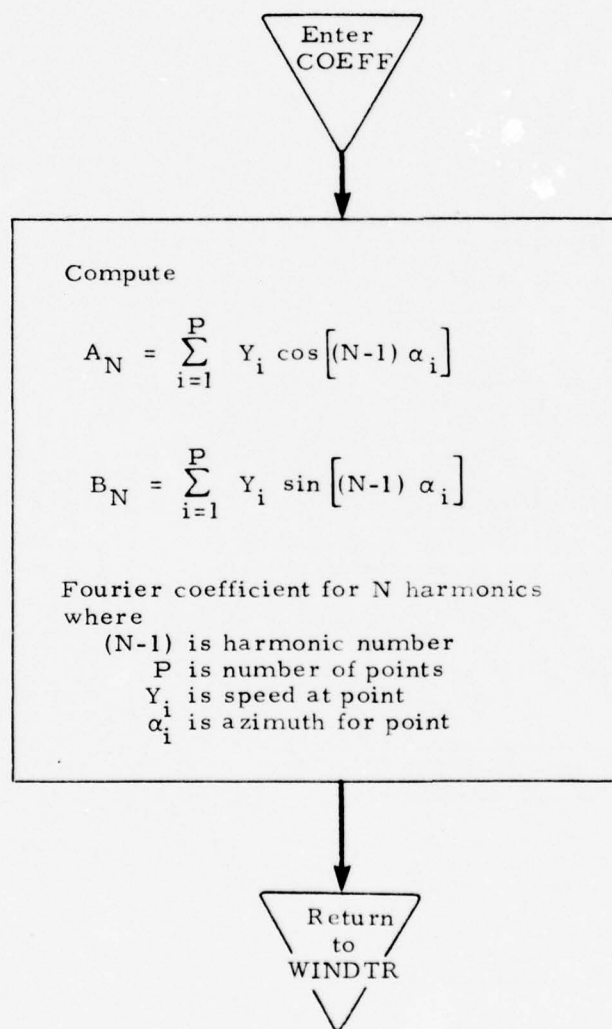 Enter
COEFF
Compute
A_N = \sum_{i=1}^{P} Y_i cos[(N-1) α_i]
B_N = \sum_{i=1}^{P} Y_i sin[(N-1) α_i]
Fourier coefficient for N harmonics
where
(N-1) is harmonic number
P is number of points
Y_i is speed at point
α_i is azimuth for point
Return
to
WINDTR